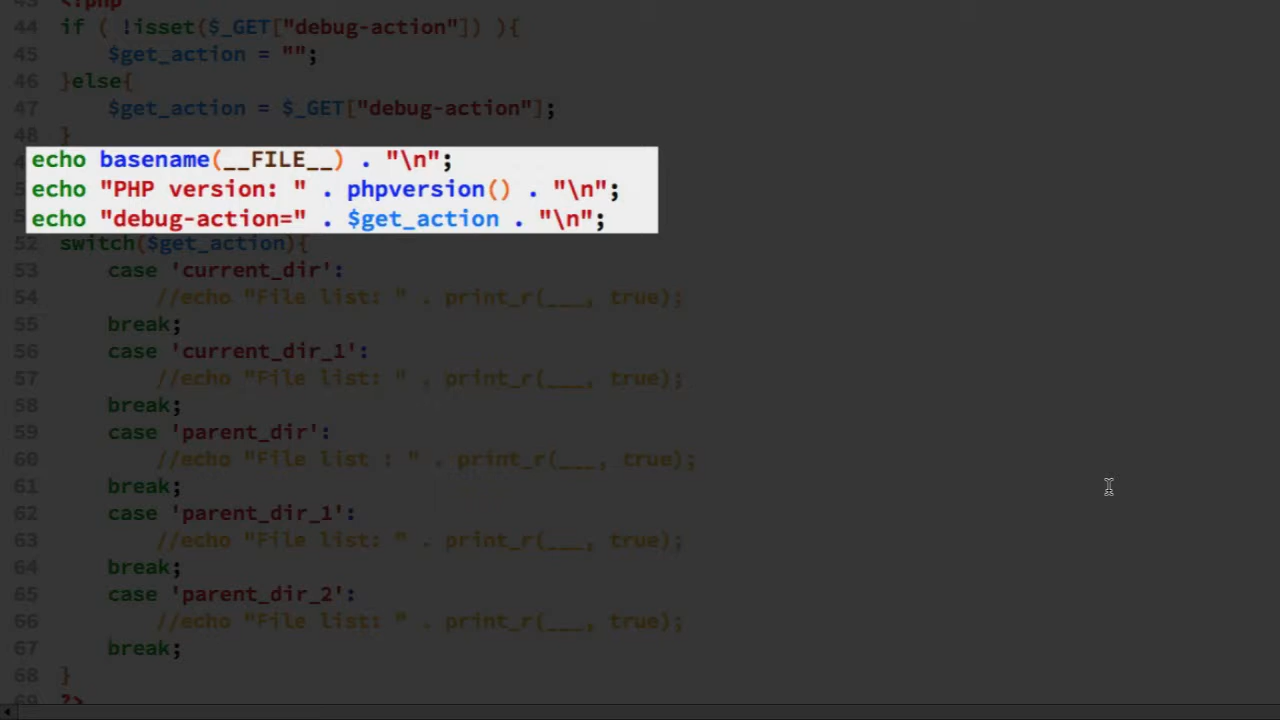 43 <?php
44 if ( !isset($_GET["debug-action"]) ){
45 $get_action = "";
46 }else{
47 $get_action = $_GET["debug-action"];
48 }
echo basename(__FILE__) . "\n";
echo "PHP version: " . phpversion() . "\n";
echo "debug-action=" . $get_action . "\n";
52 switch($get_action){
53 case 'current_dir':
54 //echo "File list: " . print_r(___, true);
55 break;
56 case 'current_dir_1':
57 //echo "File list: " . print_r(___, true);
58 break;
59 case 'parent_dir':
60 //echo "File list : " . print_r(___, true);
61 break;
62 case 'parent_dir_1':
63 //echo "File list: " . print_r(___, true);
64 break;
65 case 'parent_dir_2':
66 //echo "File list: " . print_r(___, true);
67 break;
68 }
69 ?>